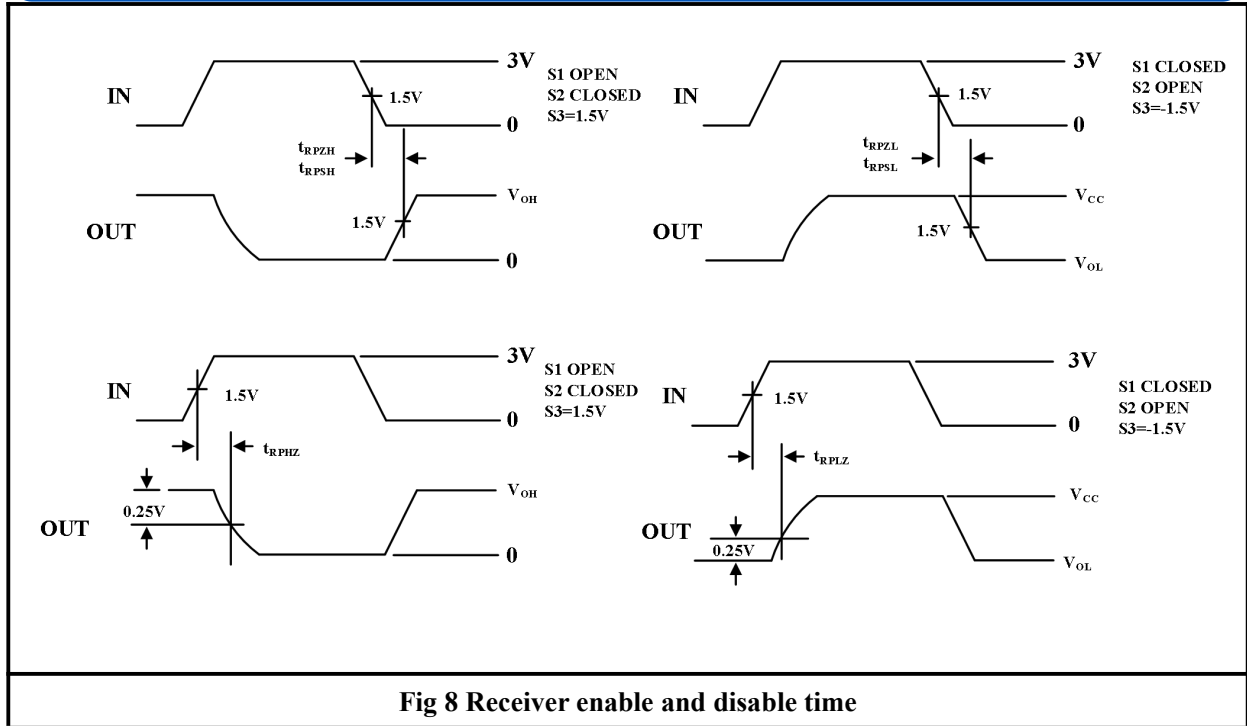 3V
S1 OPEN
S2 CLOSED
S3=1.5V
IN
1.5V
0
tRPZH
tRPSH
VOH
1.5V
OUT
0
3V
S1 CLOSED
S2 OPEN
S3=-1.5V
IN
1.5V
0
tRPZL
tRPSL
VCC
1.5V
OUT
VOL
3V
S1 OPEN
S2 CLOSED
S3=1.5V
IN
1.5V
0
tRPHZ
VOH
0.25V
OUT
0
3V
S1 CLOSED
S2 OPEN
S3=-1.5V
IN
1.5V
0
tRPLZ
VCC
OUT
0.25V
VOL
Fig 8 Receiver enable and disable time